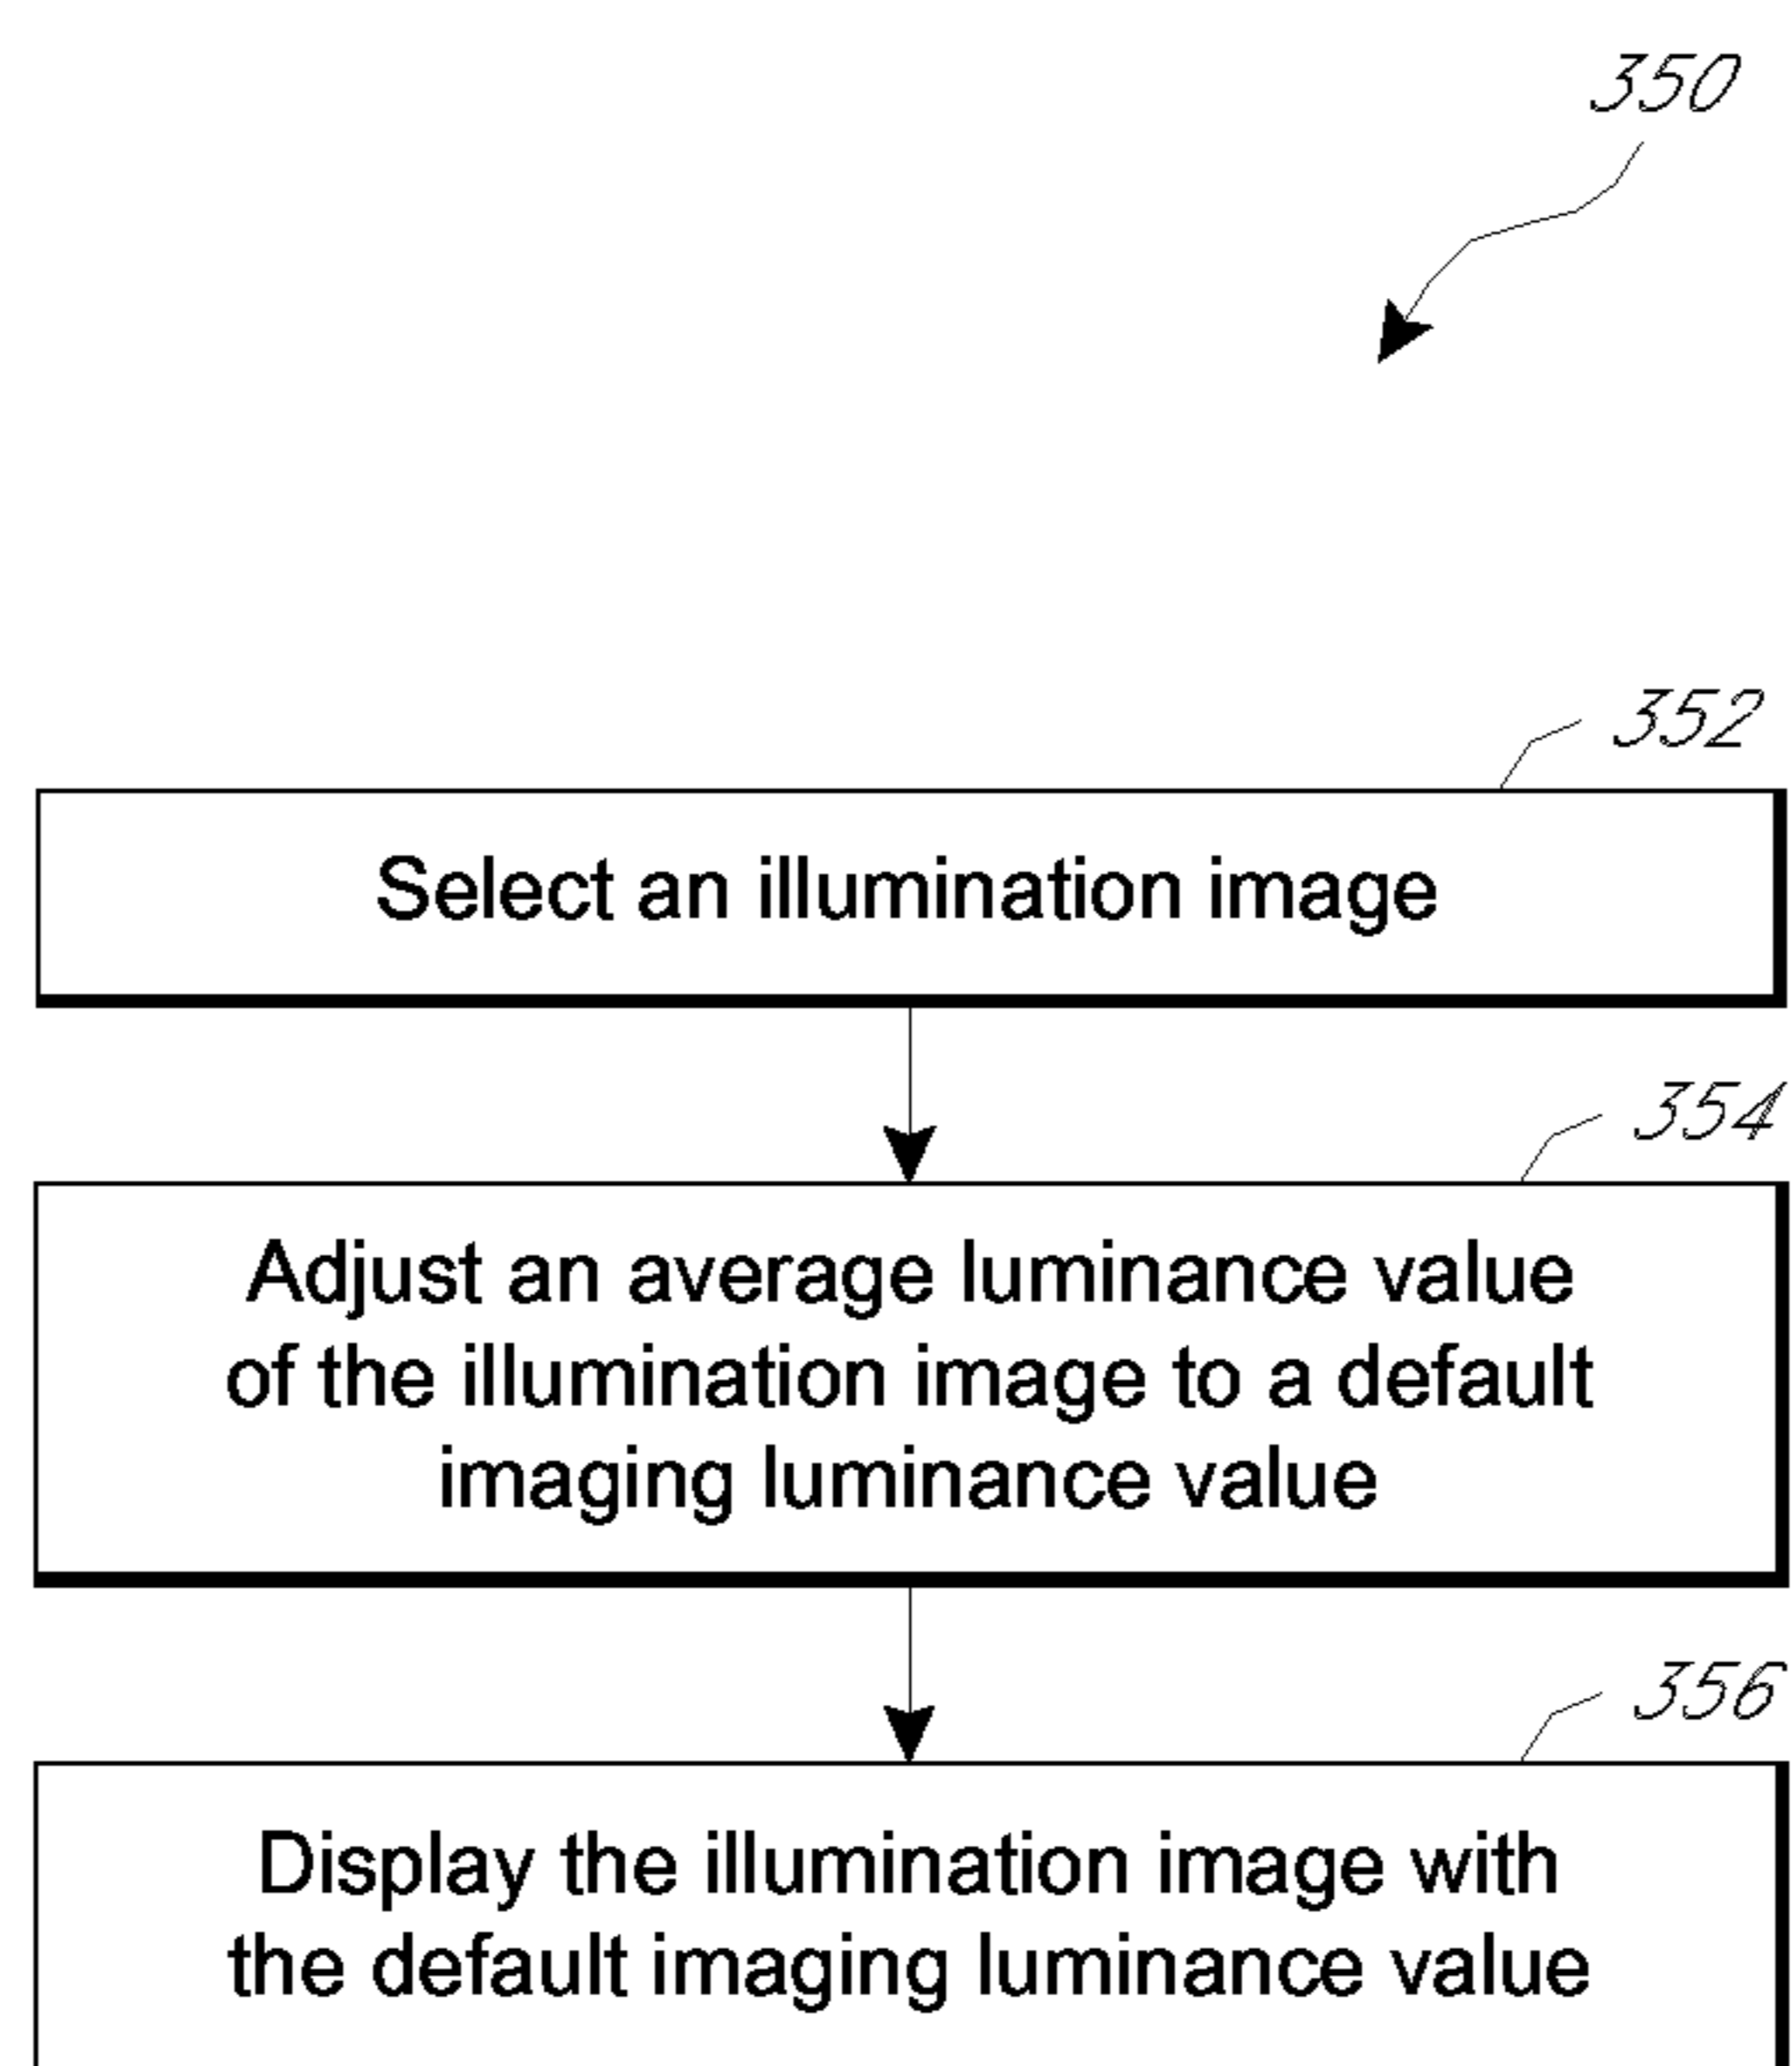 350
352
Select an illumination image
354
Adjust an average luminance value
of the illumination image to a default
imaging luminance value
356
Display the illumination image with
the default imaging luminance value